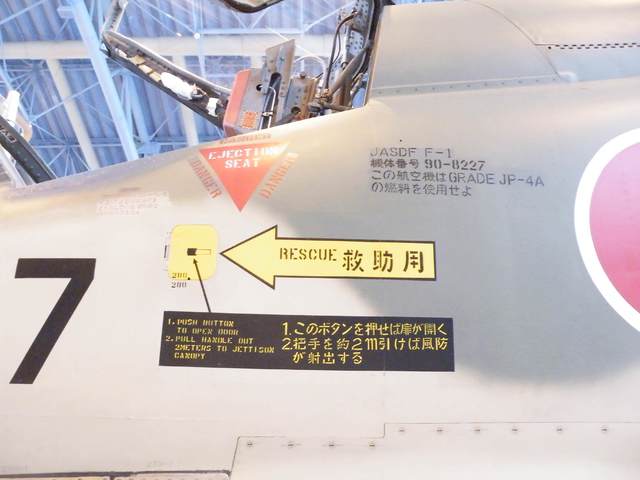 DANGER
EJECTION
SEAT
DANGER
DANGER
JASDF F-1
機体番号 90-8227
この航空機はGRADE JP-4A
の燃料を使用せよ
RESCUE 救助用
200
200
7
1. PUSH BUTTON
TO OPEN DOOR
2. PULL HANDLE OUT
2METERS TO JETTISON
CANOPY
1.このボタンを押せば扉が開く
2.把手を約2m引けば風防
が射出する